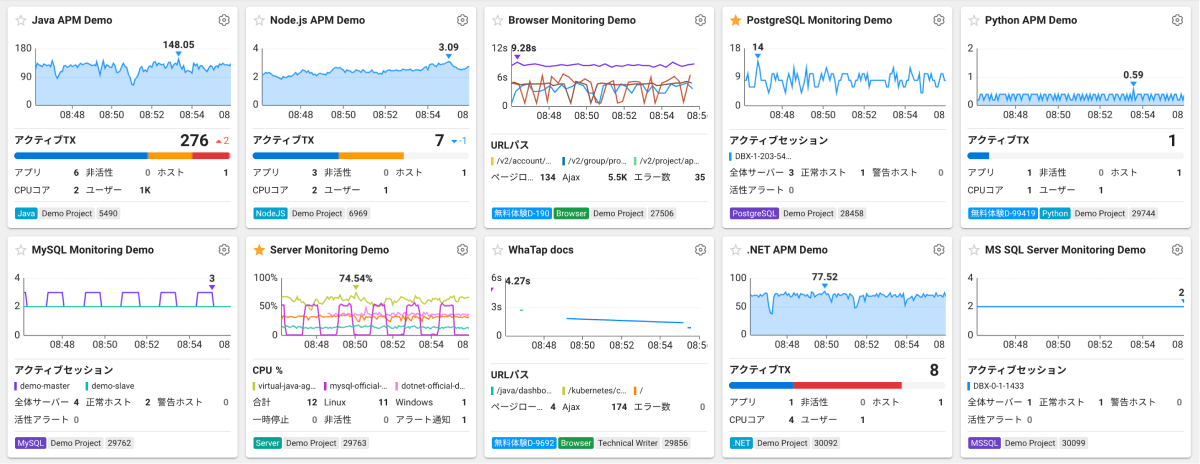 Java APM Demo
148.05
180
120
60
0
08:48 08:50 08:52 08:54 08
アクティブTX 276 2
アプリ 6 非活性 0 ホスト 1
CPUコア 2 ユーザー 1K
Java Demo Project 5490
Node.js APM Demo
3.09
4
2
0
08:48 08:50 08:52 08:54 08
アクティブTX 7 -1
アプリ 3 非活性 0 ホスト 1
CPUコア 2 ユーザー 1
NodeJS Demo Project 6969
Browser Monitoring Demo
9.28s
12s
6s
3s
0
08:48 08:50 08:52 08:54 08:5
URLパス
/v2/account/... /v2/group/pro... /v2/project/ap...
ページロ... 134 Ajax 5.5K エラー数 35
無料体験D-190 Browser Demo Project 27506
PostgreSQL Monitoring Demo
14
18
9
0
08:48 08:50 08:52 08:54 08
アクティブセッション
DBX-1-203-54...
全体サーバー 3 正常ホスト 1 警告ホスト 0
活性アラート 0
PostgreSQL Demo Project 28458
Python APM Demo
0.59
2
1
0
08:48 08:50 08:52 08:54 08
アクティブTX 1
アプリ 1 非活性 0 ホスト 1
CPUコア 1 ユーザー 1
無料体験D-99419 Python Demo Project 29744
MySQL Monitoring Demo
3
4
2
0
08:48 08:50 08:52 08:54 08
アクティブセッション
demo-master demo-slave
全体サーバー 4 正常ホスト 2 警告ホスト 0
活性アラート 0
MySQL Demo Project 29762
Server Monitoring Demo
74.54%
100%
50%
0
08:48 08:50 08:52 08:54 08
CPU %
virtual-java-ag... mysql-official-... dotnet-official-d...
合計 12 Linux 11 Windows 1
一時停止 0 非活性 0 アラート通知 1
Server Demo Project 29763
WhaTap docs
4.27s
6s
3s
0
08:48 08:50 08:52 08:54 08:5
URLパス
/java/dashbo... /kubernetes/c... /
ページロー... 4 Ajax 174 エラー数 0
無料体験D-9692 Browser Technical Writer 29856
.NET APM Demo
77.52
100
50
0
08:48 08:50 08:52 08:54 08
アクティブTX 8
アプリ 1 非活性 0 ホスト 1
CPUコア 4 ユーザー 1
.NET Demo Project 30092
MS SQL Server Monitoring Demo
2
4
2
0
08:48 08:50 08:52 08:54 08
アクティブセッション
DBX-0-1-1433
全体サーバー 1 正常ホスト 1 警告ホスト 0
活性アラート 0
MSSQL Demo Project 30099